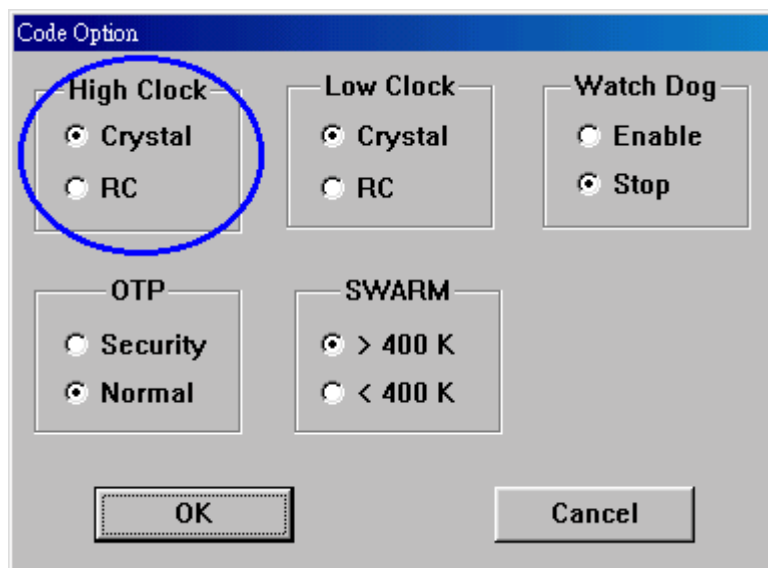 Code Option
High Clock
Crystal
RC
Low Clock
Crystal
RC
Watch Dog
Enable
Stop
OTP
Security
Normal
SWARM
> 400 K
< 400 K
OK
Cancel